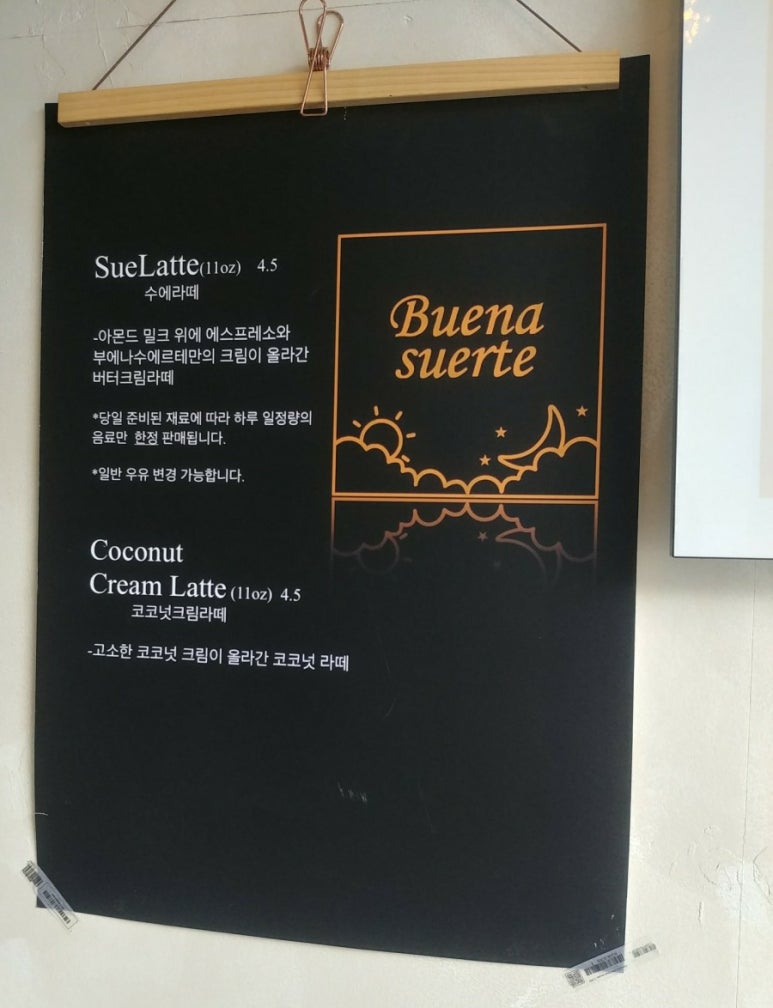 SueLatte(11oz) 4.5
수에라떼
-아몬드 밀크 위에 에스프레소와
부에나수에르테만의 크림이 올라간
버터크림라떼
*당일 준비된 재료에 따라 하루 일정량의
음료만 한정 판매됩니다.
*일반 우유 변경 가능합니다.
Buena
suerte
Coconut
Cream Latte (11oz) 4.5
코코넛크림라떼
-고소한 코코넛 크림이 올라간 코코넛 라떼